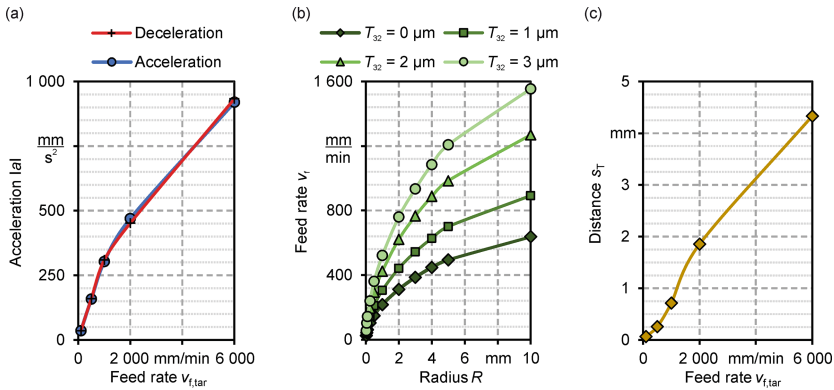 (a)
Deceleration
Acceleration
1 000
mm
s²
500
250
0
Acceleration |a|
0 2 000 mm/min 6 000
Feed rate v_f,tar
(b)
T₃₂ = 0 µm T₃₂ = 1 µm
T₃₂ = 2 µm T₃₂ = 3 µm
1 600
mm
min
800
400
0
Feed rate v_f
0 2 4 6 mm 10
Radius R
(c)
5
mm
3
2
1
0
Distance s_T
0 2 000 mm/min 6 000
Feed rate v_f,tar